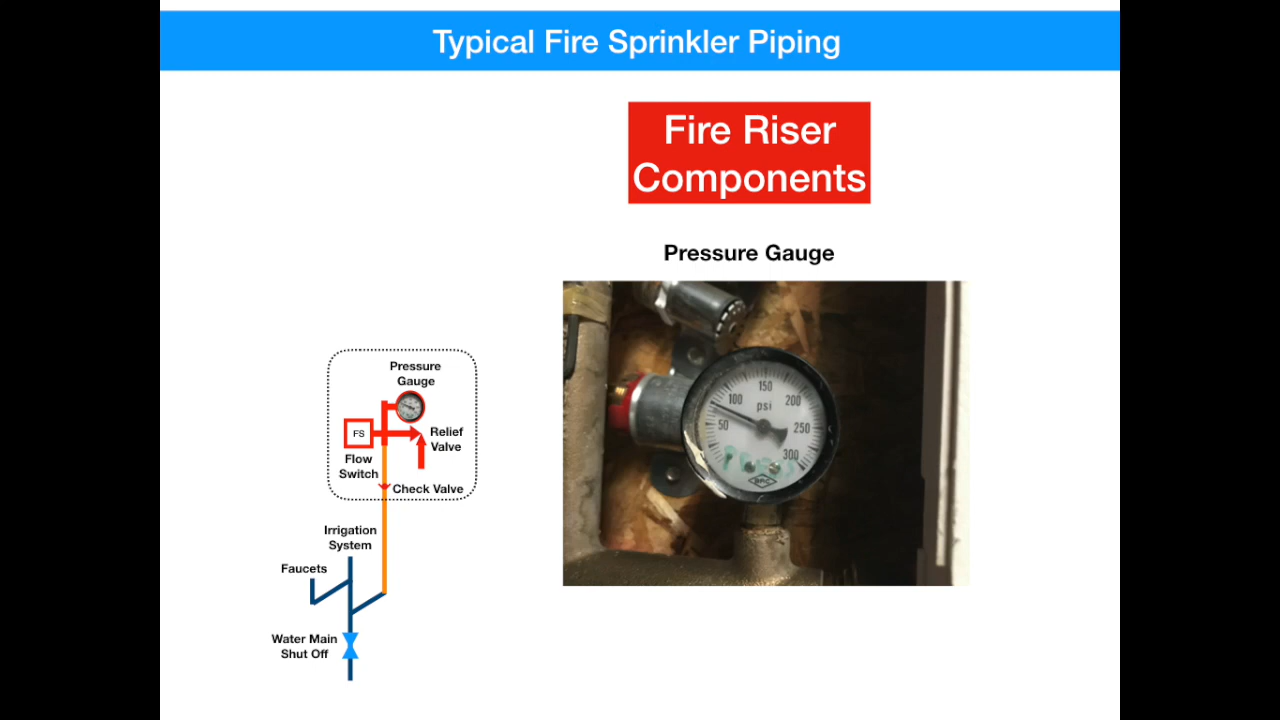 Typical Fire Sprinkler Piping
Fire Riser
Components
Pressure Gauge
Pressure
Gauge
FS
Relief
Valve
Flow
Switch
Check Valve
Irrigation
System
Faucets
Water Main
Shut Off
150
100
200
psi
50
250
300